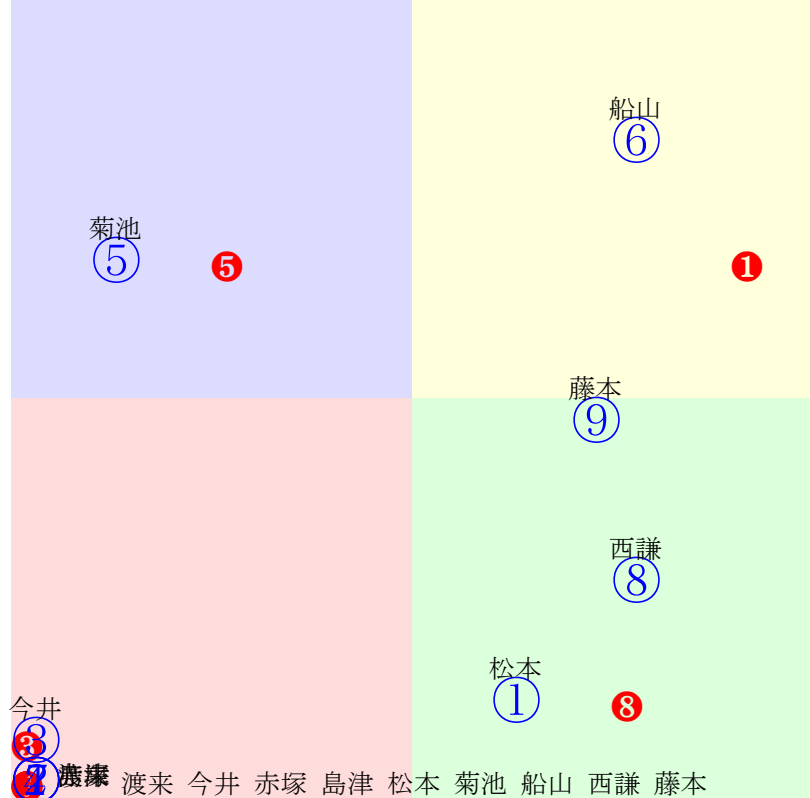 船山
⑥
菊池
⑤
❺
❶
藤本
⑨
西謙
⑧
松本
①
❽
今井
③
❸
渡来 今井 赤塚 島津 松本 菊池 船山 西謙 藤本